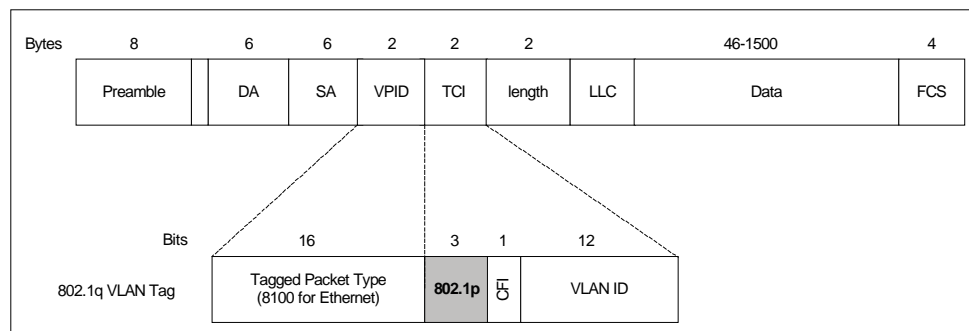 Bytes 8 6 6 2 2 2 46-1500 4
Preamble DA SA VPID TCI length LLC Data FCS
Bits 16 3 1 12
802.1q VLAN Tag
Tagged Packet Type
(8100 for Ethernet)
802.1p
CFI
VLAN ID